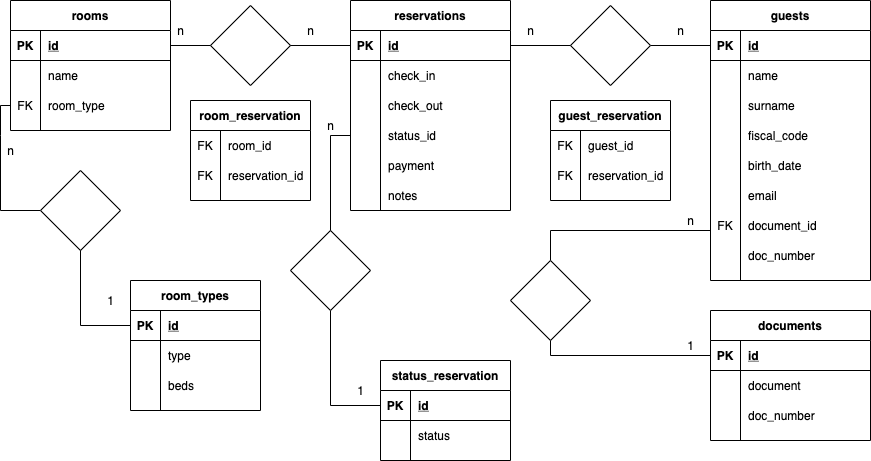 rooms
PK id
name
FK room_type
n
n
reservations
PK id
check_in
check_out
status_id
payment
notes
n
n
guests
PK id
name
surname
fiscal_code
birth_date
email
FK document_id
doc_number
room_reservation
FK room_id
FK reservation_id
guest_reservation
FK guest_id
FK reservation_id
n
n
n
1
room_types
PK id
type
beds
1
status_reservation
PK id
status
1
documents
PK id
document
doc_number